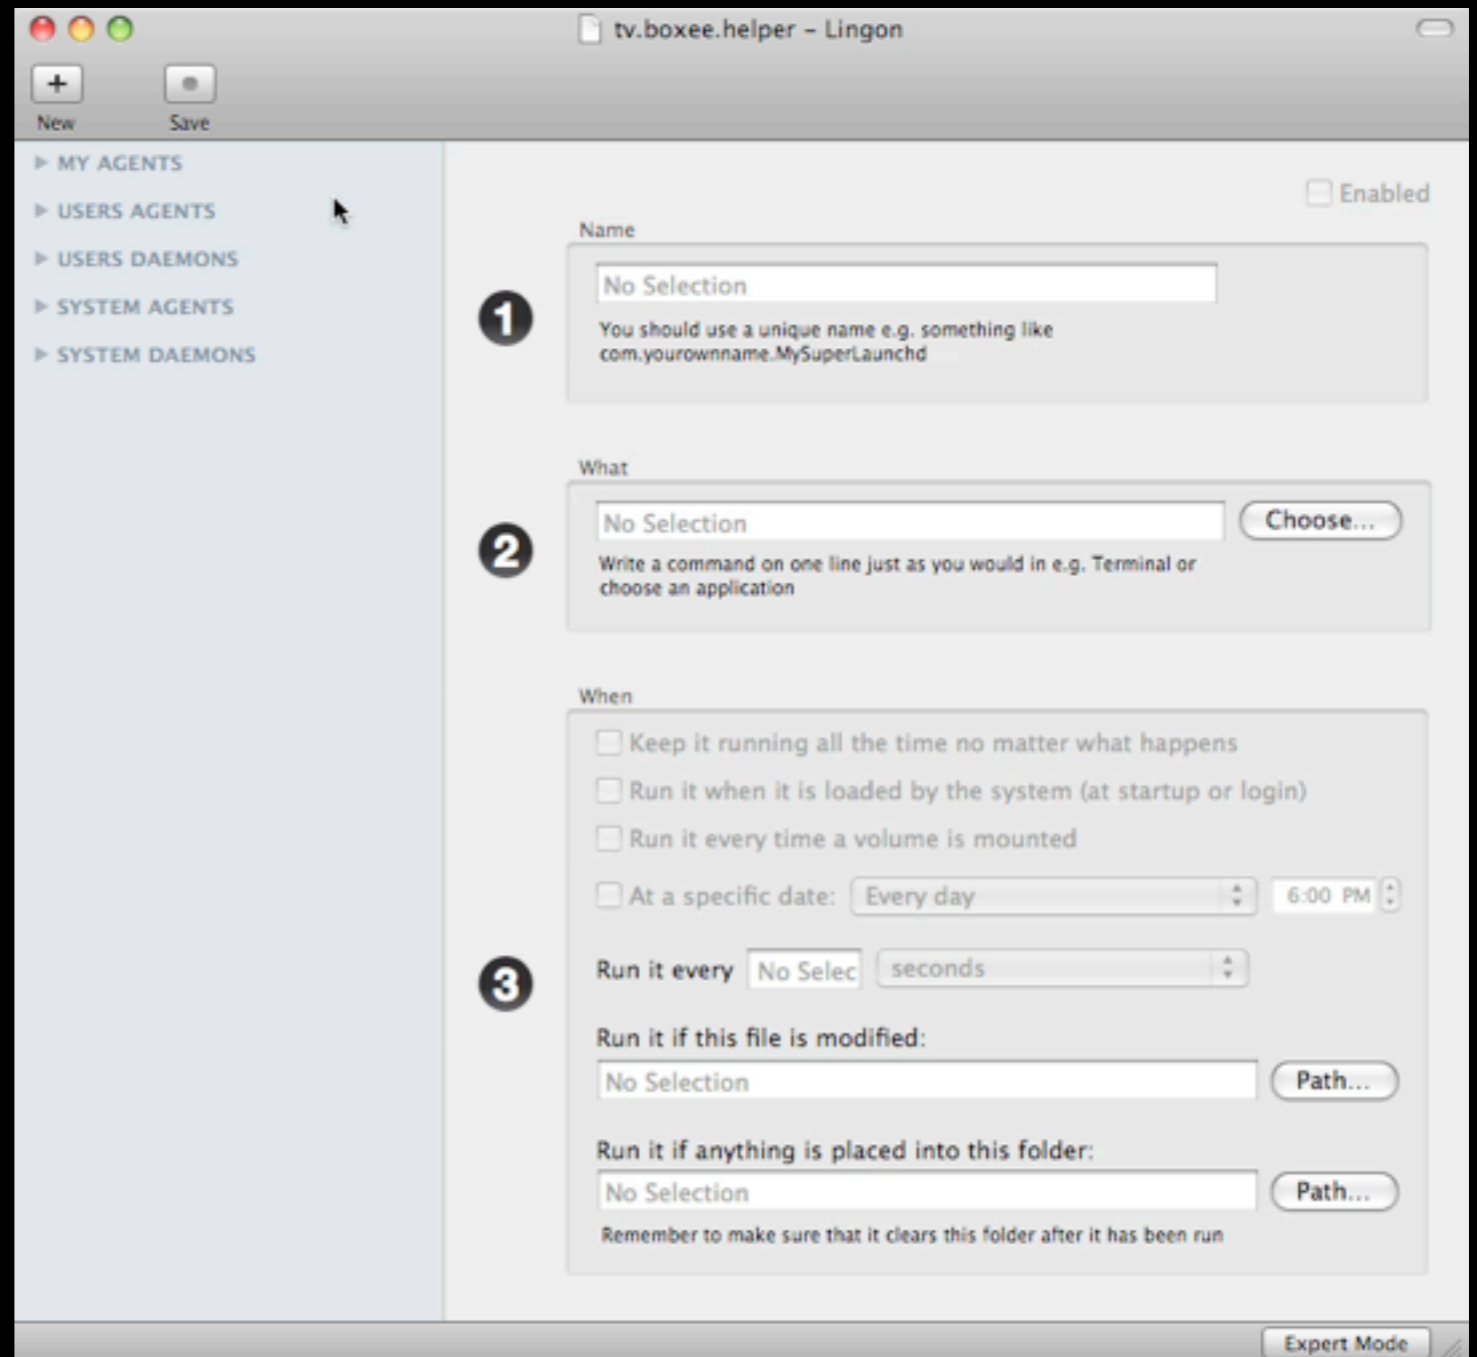 tv.boxee.helper – Lingon
New
Save
MY AGENTS
USERS AGENTS
USERS DAEMONS
SYSTEM AGENTS
SYSTEM DAEMONS
Enabled
Name
1
No Selection
You should use a unique name e.g. something like
com.yourownname.MySuperLaunchd
What
2
No Selection
Choose...
Write a command on one line just as you would in e.g. Terminal or
choose an application
When
Keep it running all the time no matter what happens
Run it when it is loaded by the system (at startup or login)
Run it every time a volume is mounted
At a specific date: Every day 6:00 PM
3
Run it every No Selec seconds
Run it if this file is modified:
No Selection Path...
Run it if anything is placed into this folder:
No Selection Path...
Remember to make sure that it clears this folder after it has been run
Expert Mode